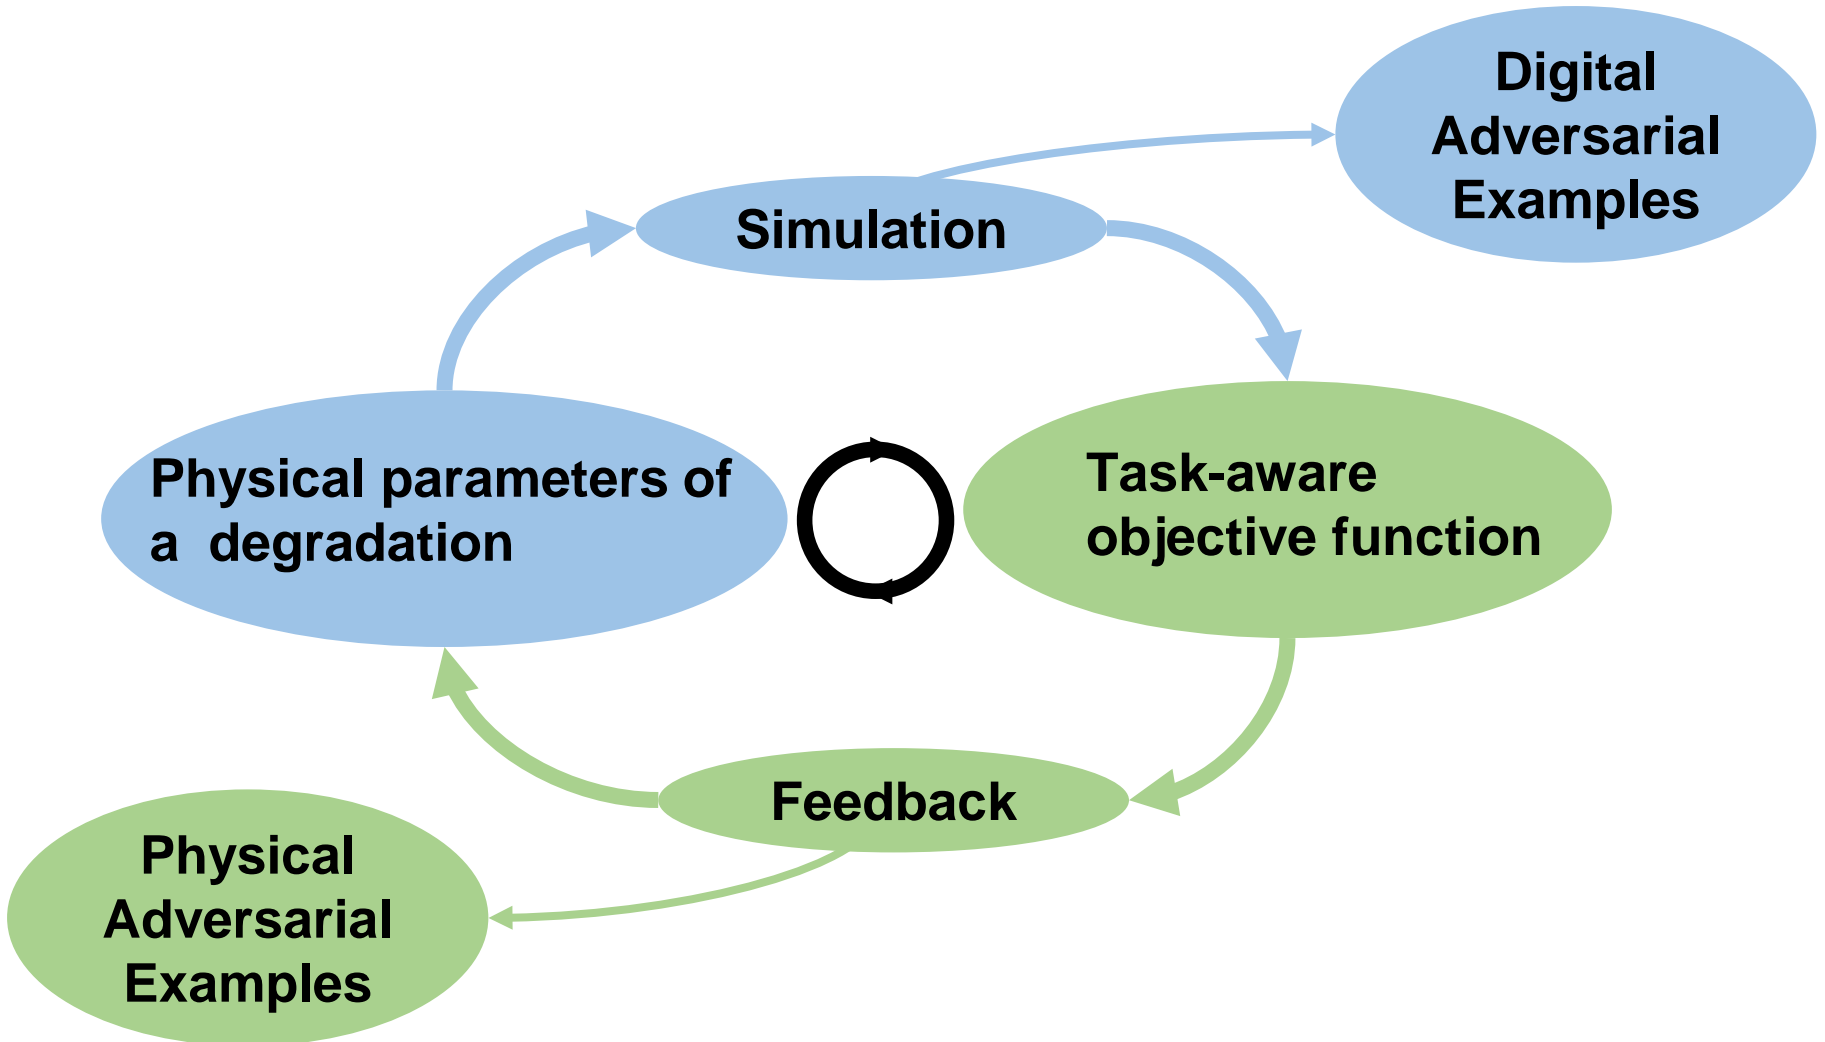 Digital
Adversarial
Examples
Simulation
Physical parameters of
a  degradation
Task-aware
objective function
Feedback
Physical
Adversarial
Examples